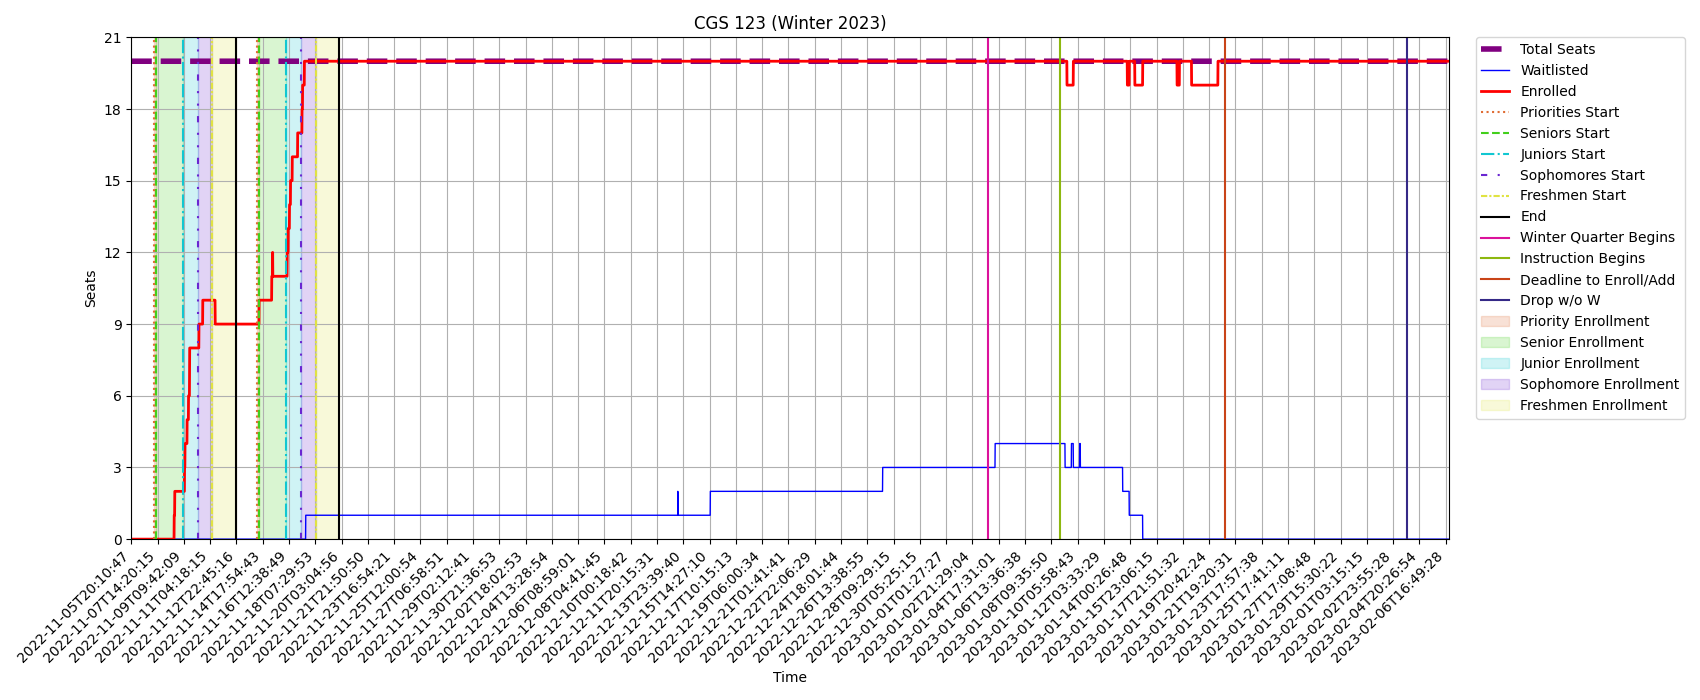 CGS 123 (Winter 2023)
21
18
15
12
9
6
3
0
Seats
2022-11-05T20:10:47
2022-11-07T14:20:15
2022-11-09T09:42:09
2022-11-11T04:18:15
2022-11-12T22:45:16
2022-11-14T17:54:43
2022-11-16T12:38:49
2022-11-18T07:29:53
2022-11-20T03:04:56
2022-11-21T21:50:50
2022-11-23T16:54:21
2022-11-25T12:00:54
2022-11-27T06:58:51
2022-11-29T02:12:41
2022-11-30T21:36:53
2022-12-02T18:02:53
2022-12-04T13:28:54
2022-12-06T08:59:01
2022-12-08T04:41:45
2022-12-10T00:18:42
2022-12-11T20:15:31
2022-12-13T23:39:40
2022-12-15T14:27:10
2022-12-17T10:15:13
2022-12-19T06:00:34
2022-12-21T01:41:41
2022-12-22T22:06:29
2022-12-24T18:01:44
2022-12-26T13:38:55
2022-12-28T09:29:15
2022-12-30T05:25:15
2023-01-01T01:27:27
2023-01-02T21:29:04
2023-01-04T17:31:01
2023-01-06T13:36:38
2023-01-08T09:35:50
2023-01-10T05:58:43
2023-01-12T03:33:29
2023-01-14T00:26:48
2023-01-15T23:06:15
2023-01-17T21:51:32
2023-01-19T20:42:24
2023-01-21T19:20:31
2023-01-23T17:57:38
2023-01-25T17:41:11
2023-01-27T17:08:48
2023-01-29T15:30:22
2023-02-01T03:15:15
2023-02-02T23:55:28
2023-02-04T20:26:54
2023-02-06T16:49:28
Time
Total Seats
Waitlisted
Enrolled
Priorities Start
Seniors Start
Juniors Start
Sophomores Start
Freshmen Start
End
Winter Quarter Begins
Instruction Begins
Deadline to Enroll/Add
Drop w/o W
Priority Enrollment
Senior Enrollment
Junior Enrollment
Sophomore Enrollment
Freshmen Enrollment